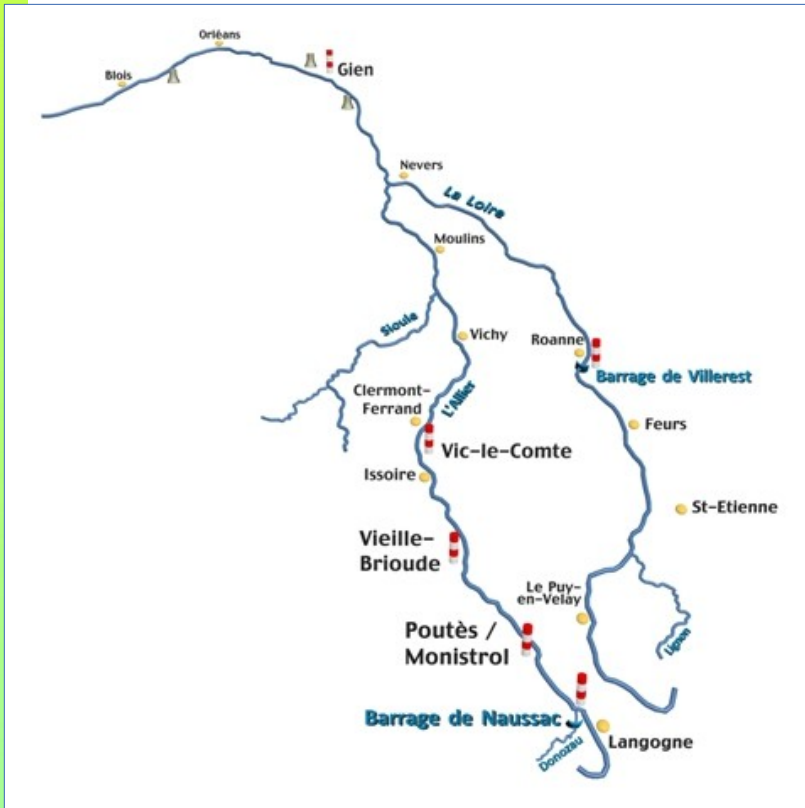 Orléans
Blois
Gien
Nevers
La Loire
Moulins
Sioule
Vichy
Roanne
Barrage de Villerest
Clermont-
Ferrand
L'Allier
Feurs
Vic-le-Comte
Issoire
St-Etienne
Vieille-
Brioude
Le Puy-
en-Velay
Poutès /
Monistrol
Lignon
Barrage de Naussac
Langogne
Donozau